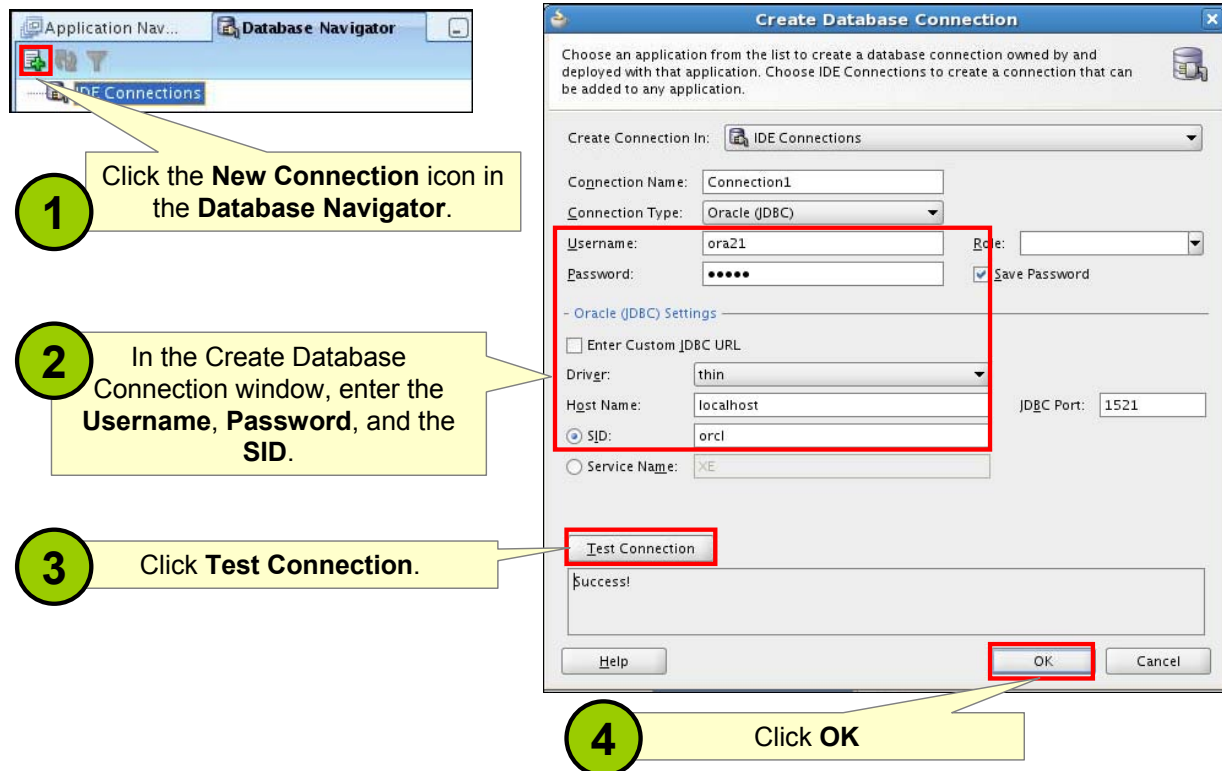 Application Nav...
Database Navigator
IDE Connections
1
Click the New Connection icon in
the Database Navigator.
2
In the Create Database
Connection window, enter the
Username, Password, and the
SID.
3
Click Test Connection.
Create Database Connection
Choose an application from the list to create a database connection owned by and
deployed with that application. Choose IDE Connections to create a connection that can
be added to any application.
Create Connection In: IDE Connections
Connection Name: Connection1
Connection Type: Oracle (JDBC)
Username: ora21 Role:
Password: ••••• Save Password
- Oracle (JDBC) Settings
Enter Custom JDBC URL
Driver: thin
Host Name: localhost JDBC Port: 1521
SID: orcl
Service Name: XE
Test Connection
Success!
Help OK Cancel
4
Click OK